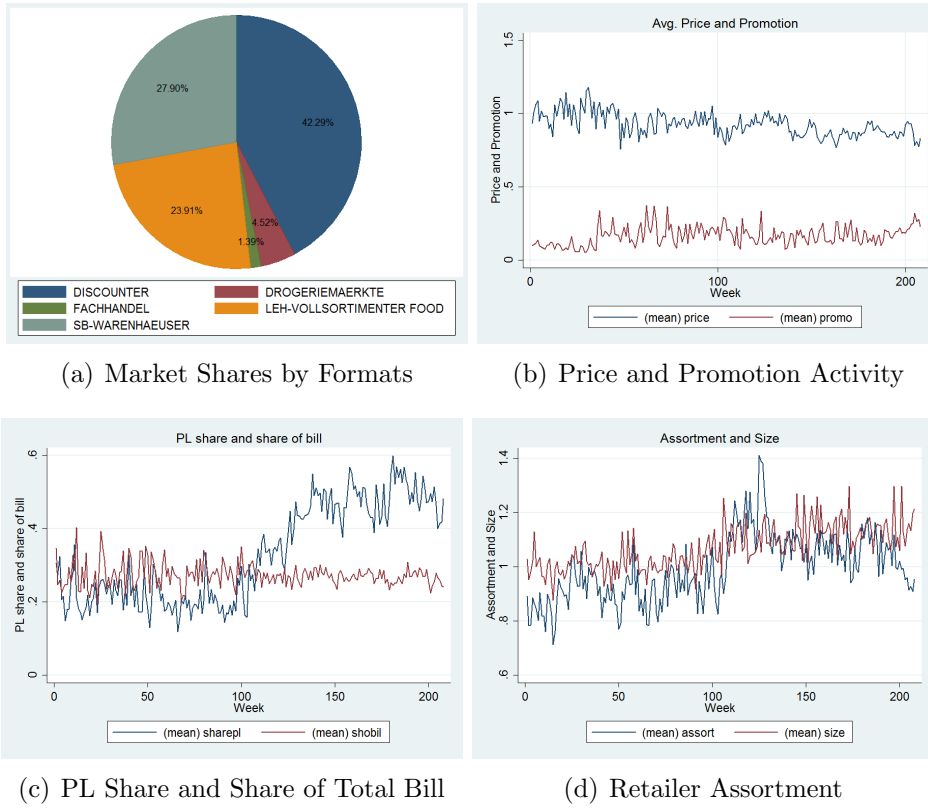 42.29%
27.90%
23.91%
4.52%
1.39%
DISCOUNTER DROGERIEMAERKTE
FACHHANDEL LEH-VOLLSORTIMENTER FOOD
SB-WARENHAEUSER
(a) Market Shares by Formats
Avg. Price and Promotion
Price and Promotion
1.5
1
.5
0
0 100 200
Week
(mean) price (mean) promo
(b) Price and Promotion Activity
PL share and share of bill
PL share and share of bill
.6
.4
.2
0
0 50 100 150 200
Week
(mean) sharepl (mean) shobil
(c) PL Share and Share of Total Bill
Assortment and Size
Assortment and Size
1.4
1.2
1
.8
.6
0 50 100 150 200
Week
(mean) assort (mean) size
(d) Retailer Assortment